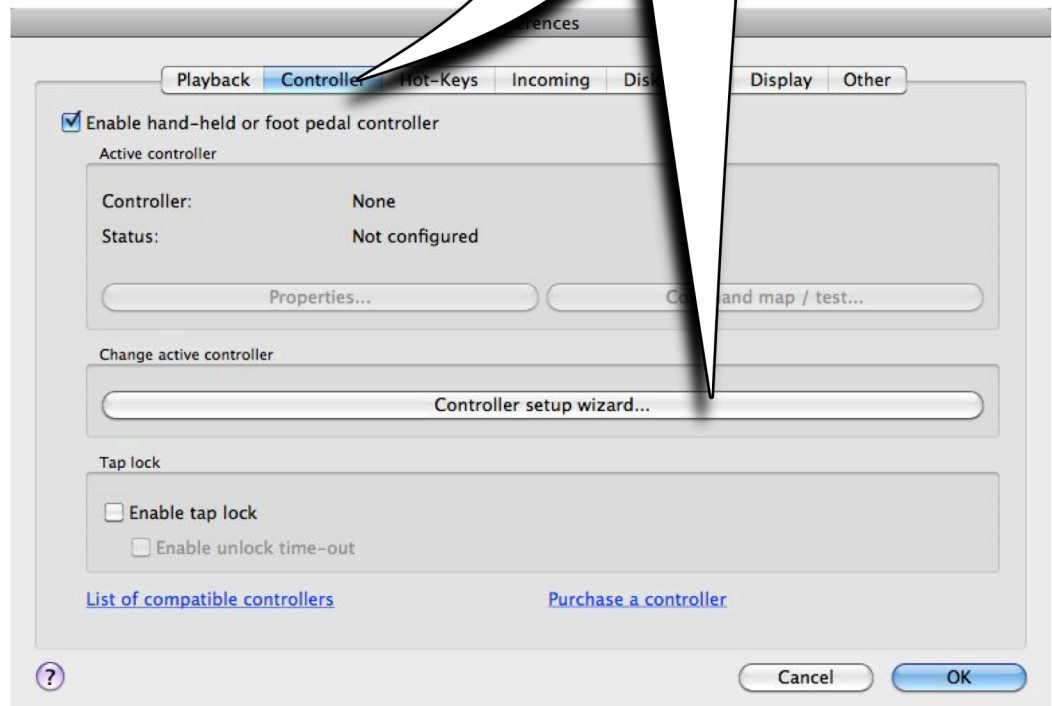 Playback Controller Hot-Keys Incoming Display Other
Enable hand-held or foot pedal controller
Active controller
Controller: None
Status: Not configured
Properties... map / test...
Change active controller
Controller setup wizard...
Tap lock
Enable tap lock
Enable unlock time-out
List of compatible controllers Purchase a controller
? Cancel OK